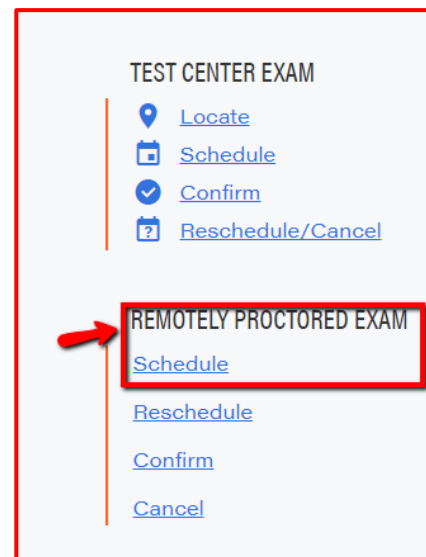 TEST CENTER EXAM
Locate
Schedule
Confirm
Reschedule/Cancel
REMOTELY PROCTORED EXAM
Schedule
Reschedule
Confirm
Cancel